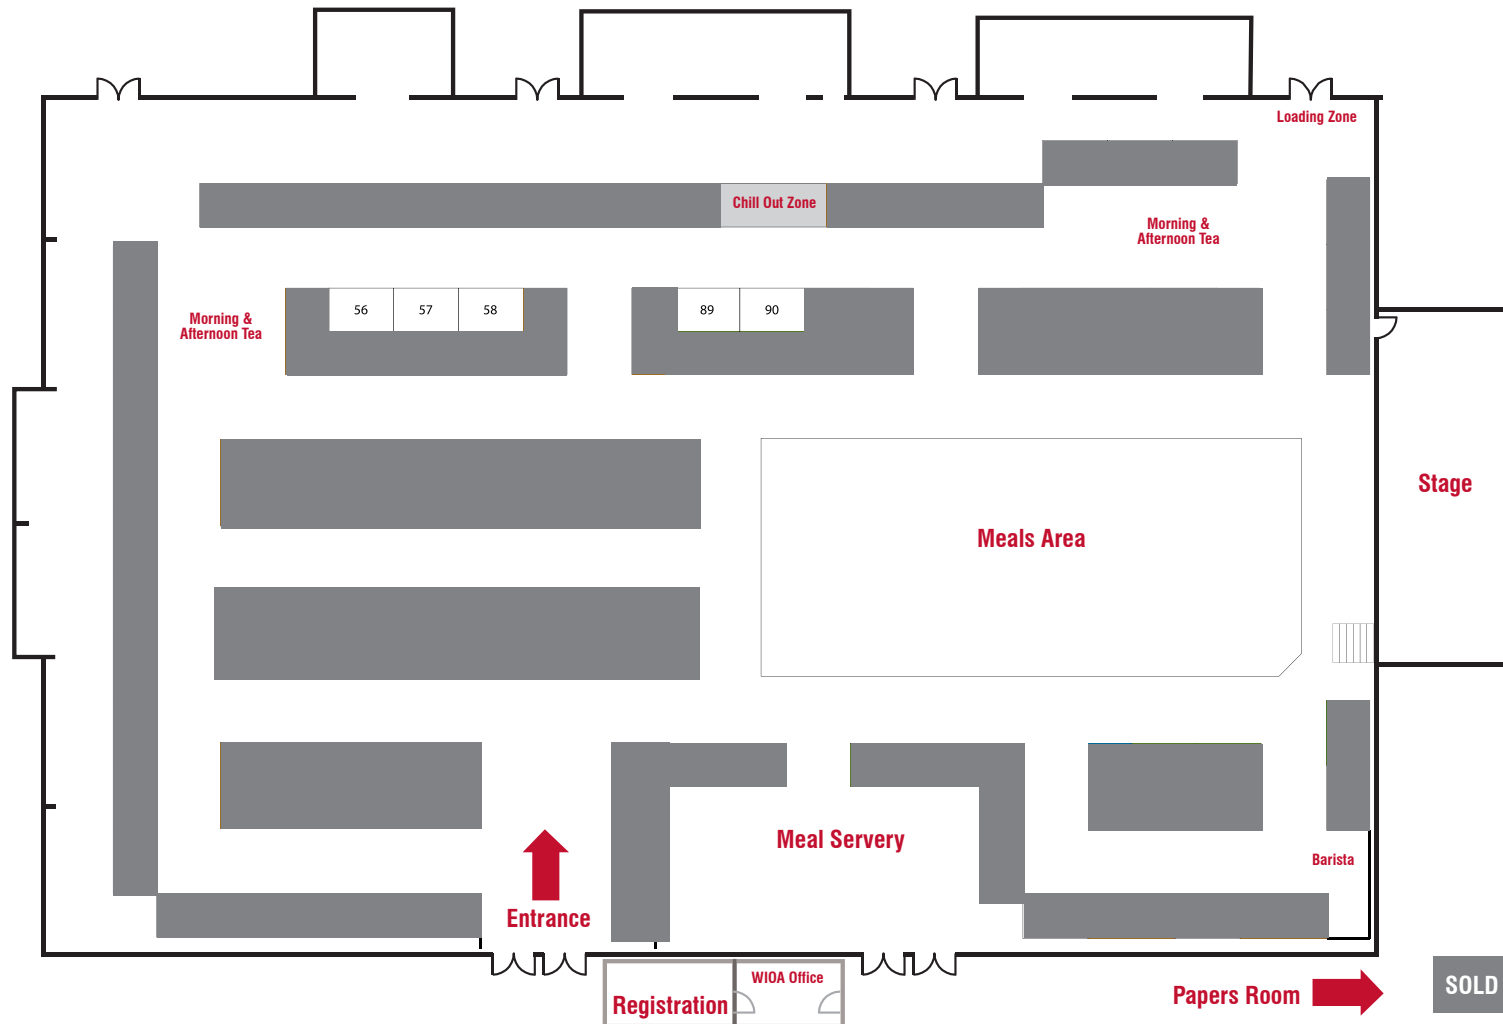 Loading Zone
Chill Out Zone
Morning &
Afternoon Tea
56
57
58
89
90
Morning &
Afternoon Tea
Stage
Meals Area
Meal Servery
Barista
Entrance
WIOA Office
Registration
Papers Room
SOLD